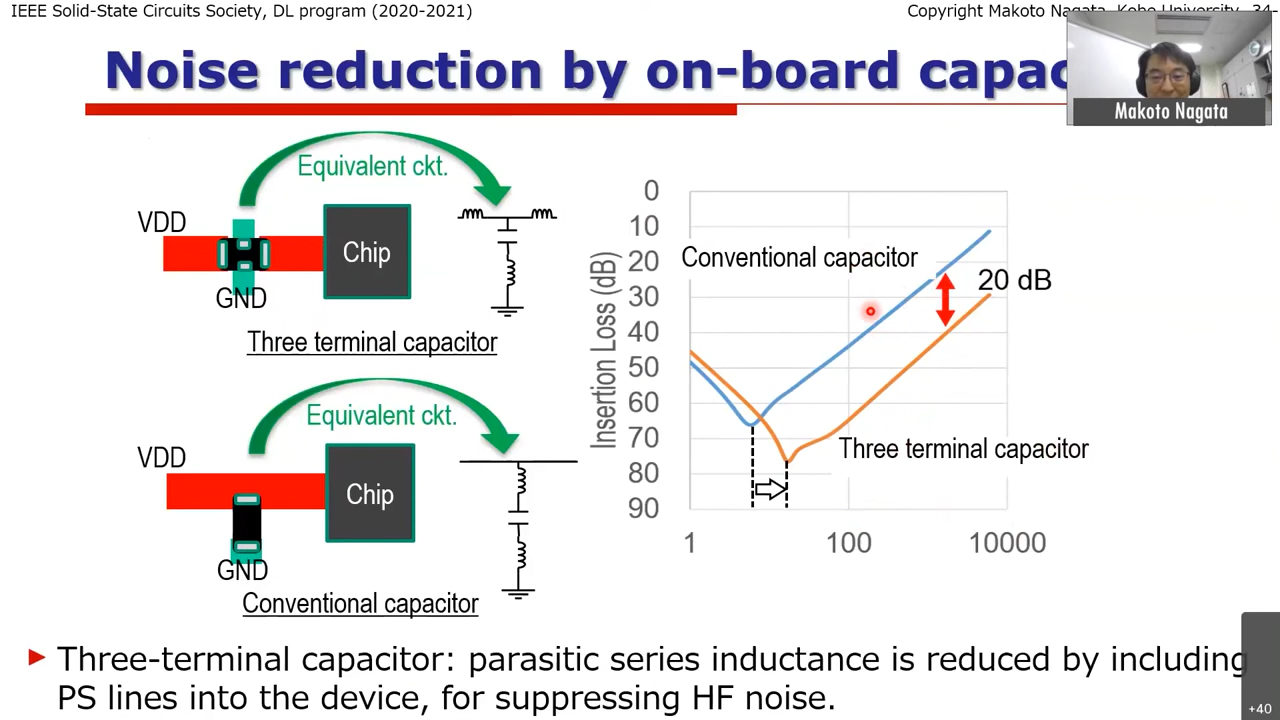 IEEE Solid-State Circuits Society, DL program (2020-2021)
Copyright Makoto Nagata, Kobe University, 34-
Noise reduction by on-board capac
Makoto Nagata
Equivalent ckt.
VDD
Chip
GND
Three terminal capacitor
Equivalent ckt.
VDD
Chip
GND
Conventional capacitor
Insertion Loss (dB)
0
10
20
30
40
50
60
70
80
90
1
100
10000
Conventional capacitor
20 dB
Three terminal capacitor
Three-terminal capacitor: parasitic series inductance is reduced by including
PS lines into the device, for suppressing HF noise.
+40